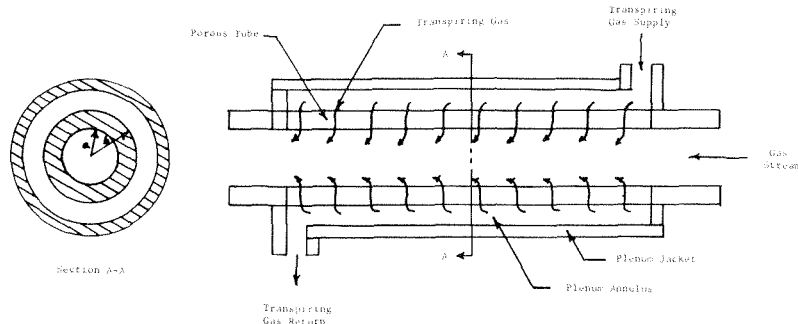 Transpiring
Gas Supply
Transpiring Gas
Porous Tube
A
a
b
Gas
Stream
A
Plenum Jacket
Section A-A
Plenum Annulus
Transpiring
Gas Return